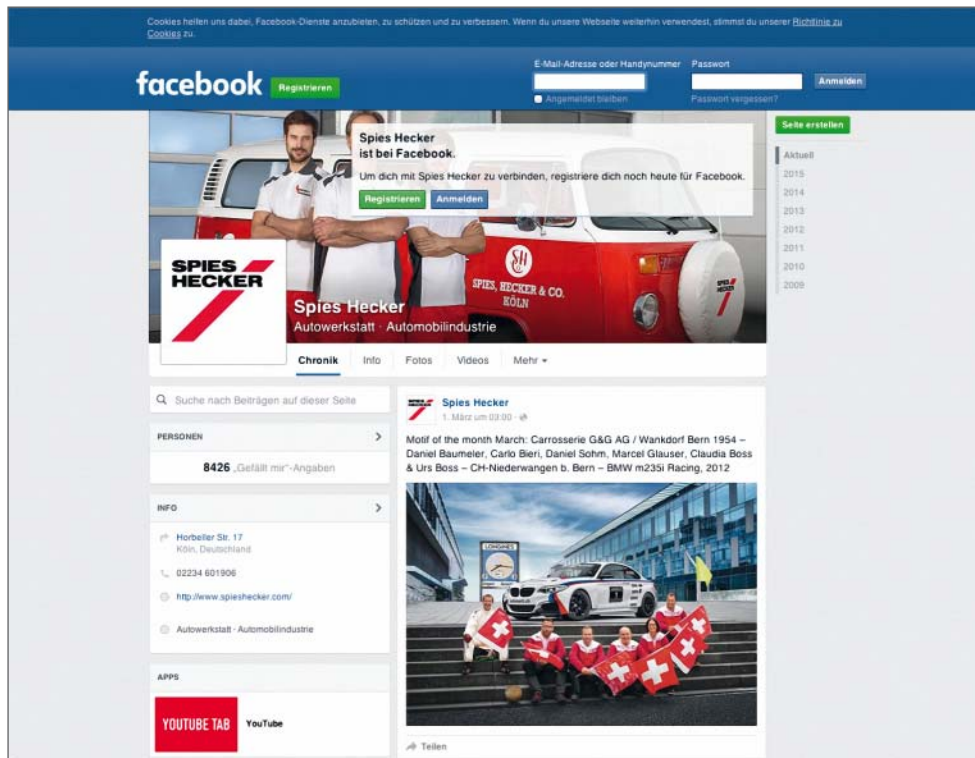 Cookies helfen uns dabei, Facebook-Dienste anzubieten, zu schützen und zu verbessern. Wenn du unsere Webseite weiterhin verwendest, stimmst du unserer Richtlinie zu
Cookies zu.
E-Mail-Adresse oder Handynummer Passwort
facebook Registrieren Anmelden
Angemeldet bleiben Passwort vergessen?
Seite erstellen
Spies Hecker
ist bei Facebook.
Um dich mit Spies Hecker zu verbinden, registriere dich noch heute für Facebook.
Registrieren Anmelden
Aktuell
2015
2014
2013
2012
2011
2010
2009
SH
SPIES, HECKER & CO.
KÖLN
SPIES
HECKER
SPIES
HECKER
Spies Hecker
Autowerkstatt · Automobilindustrie
Chronik Info Fotos Videos Mehr
Suche nach Beiträgen auf dieser Seite
PERSONEN
8426 „Gefällt mir"-Angaben
INFO
Horbeller Str. 17
Köln, Deutschland
02234 601906
http://www.spieshecker.com/
Autowerkstatt · Automobilindustrie
APPS
YOUTUBE TAB YouTube
Spies Hecker
1. März um 03:00 ·
Motif of the month March: Carrosserie G&G AG / Wankdorf Bern 1954 –
Daniel Baumeler, Carlo Bieri, Daniel Sohm, Marcel Glauser, Claudia Boss
& Urs Boss – CH-Niederwangen b. Bern – BMW m235i Racing, 2012
LONGINES
Teilen